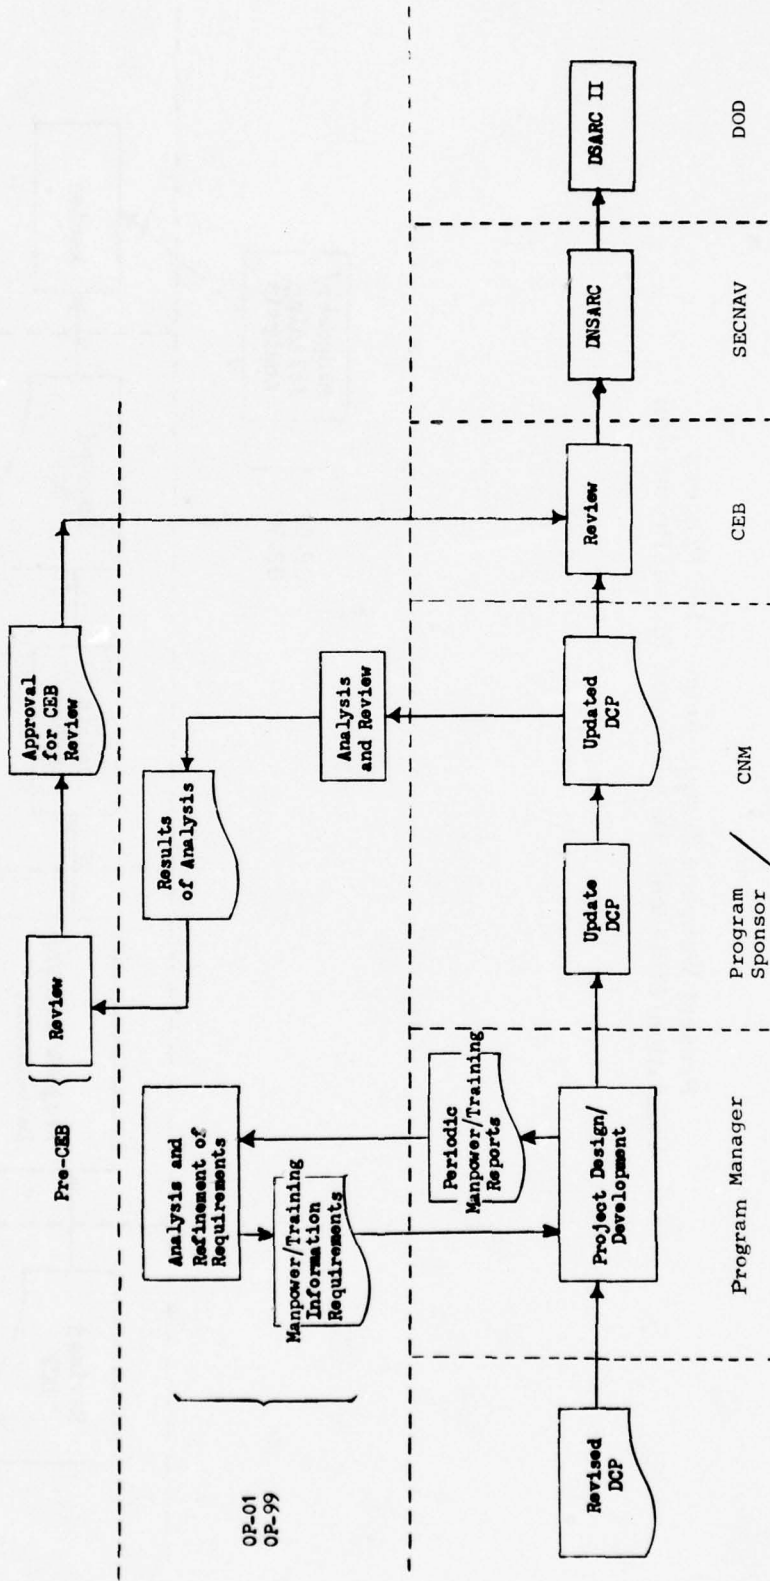 Pre-CEB
Review
Approval
for CEB
Review
OP-01
OP-99
Analysis and
Refinement of
Requirements
Manpower/Training
Information
Requirements
Results
of Analysis
Analysis
and Review
Periodic
Manpower/Training
Reports
Revised
DCP
Project Design/
Development
Update
DCP
Updated
DCP
Review
DNSARC
DSARC II
Program Manager
Program
Sponsor /
CNM
CEB
SECNAV
DOD